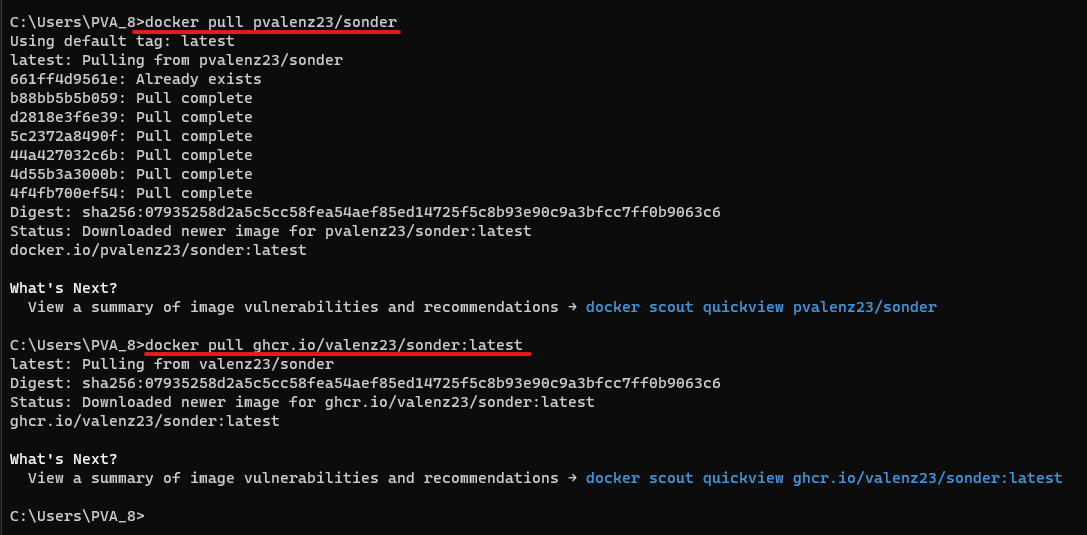 C:\Users\PVA_8>docker pull pvalenz23/sonder
Using default tag: latest
latest: Pulling from pvalenz23/sonder
661ff4d9561e: Already exists
b88bb5b5b059: Pull complete
d2818e3f6e39: Pull complete
5c2372a8490f: Pull complete
44a427032c6b: Pull complete
4d55b3a3000b: Pull complete
4f4fb700ef54: Pull complete
Digest: sha256:07935258d2a5c5cc58fea54aef85ed14725f5c8b93e90c9a3bfcc7ff0b9063c6
Status: Downloaded newer image for pvalenz23/sonder:latest
docker.io/pvalenz23/sonder:latest
What's Next?
View a summary of image vulnerabilities and recommendations → docker scout quickview pvalenz23/sonder
C:\Users\PVA_8>docker pull ghcr.io/valenz23/sonder:latest
latest: Pulling from valenz23/sonder
Digest: sha256:07935258d2a5c5cc58fea54aef85ed14725f5c8b93e90c9a3bfcc7ff0b9063c6
Status: Downloaded newer image for ghcr.io/valenz23/sonder:latest
ghcr.io/valenz23/sonder:latest
What's Next?
View a summary of image vulnerabilities and recommendations → docker scout quickview ghcr.io/valenz23/sonder:latest
C:\Users\PVA_8>